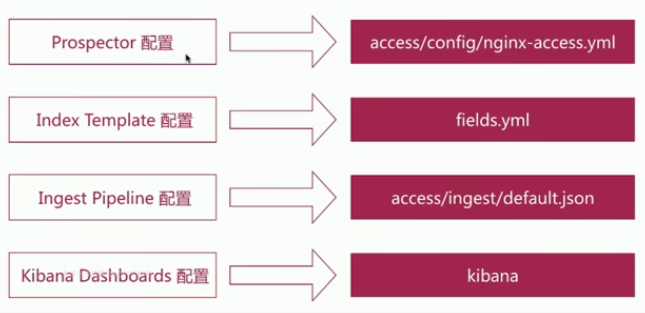 Prospector 配置
access/config/nginx-access.yml
Index Template 配置
fields.yml
Ingest Pipeline 配置
access/ingest/default.json
Kibana Dashboards 配置
kibana